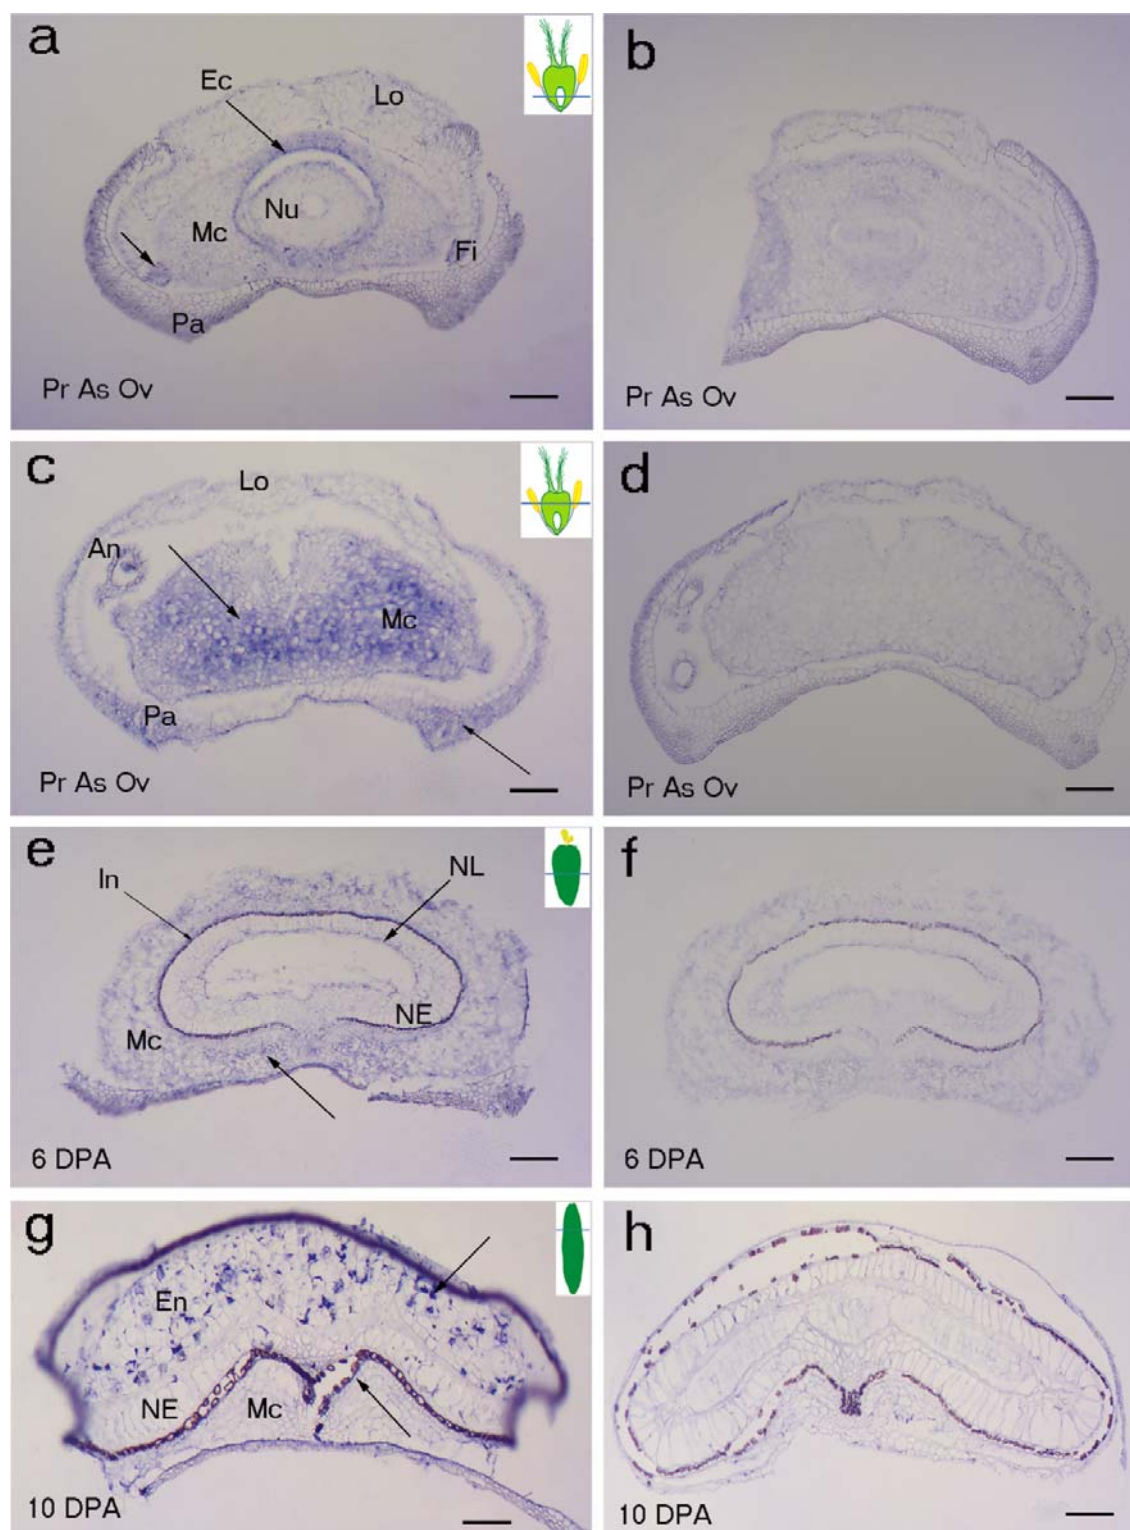 a
Ec
Lo
Nu
Mc
Fi
Pa
Pr As Ov
b
Pr As Ov
c
Lo
An
Mc
Pa
Pr As Ov
d
Pr As Ov
e
In
NL
NE
Mc
6 DPA
f
6 DPA
g
En
NE
Mc
10 DPA
h
10 DPA